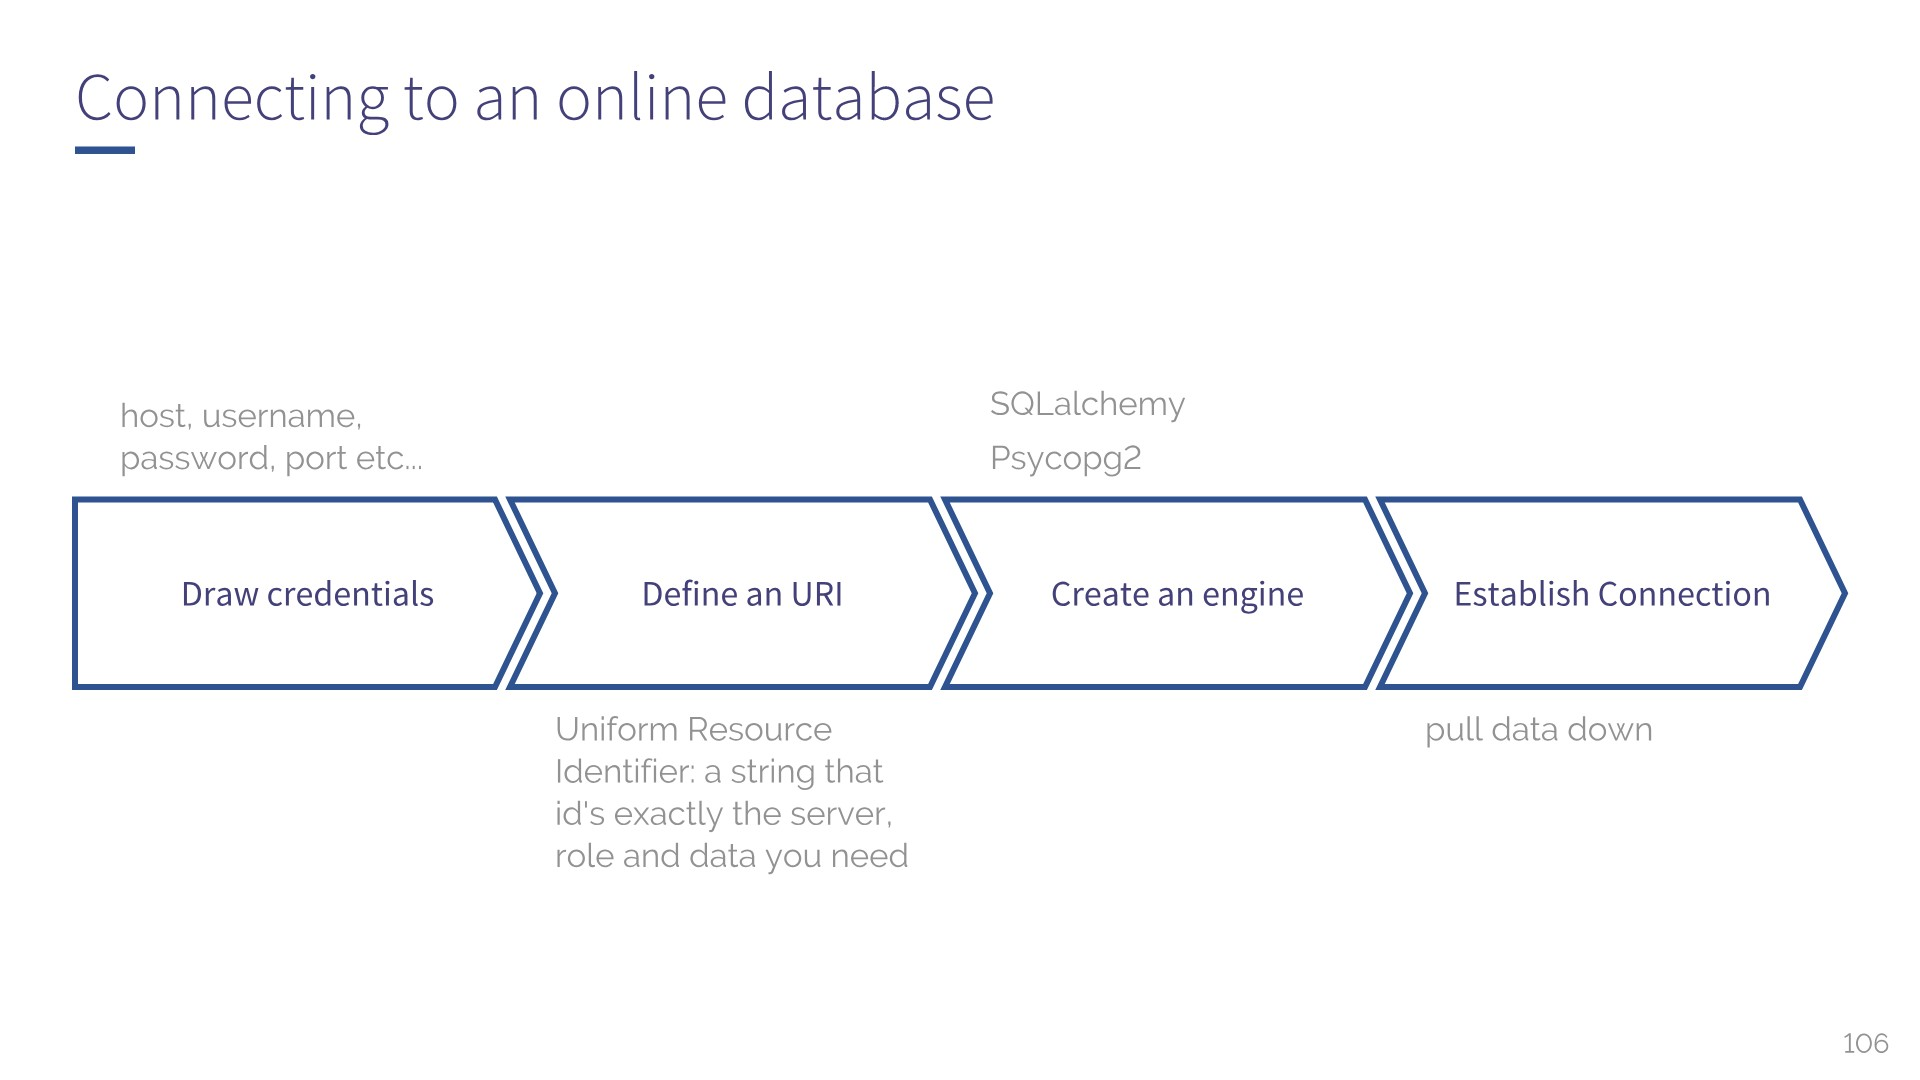 Connecting to an online database
host, username,
password, port etc...
SQLalchemy
Psycopg2
Draw credentials
Define an URI
Create an engine
Establish Connection
Uniform Resource
Identifier: a string that
id's exactly the server,
role and data you need
pull data down
106